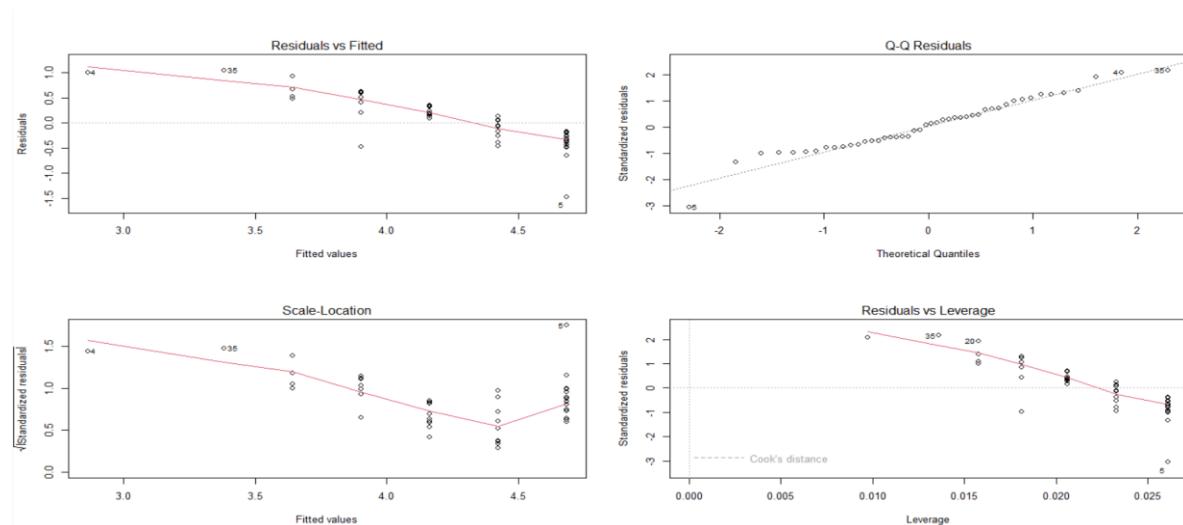 Residuals vs Fitted
Residuals
1.0
0.5
0.0
-0.5
-1.0
-1.5
4
35
5
3.0 3.5 4.0 4.5
Fitted values
Q-Q Residuals
Standardized residuals
2
1
0
-1
-2
-3
4
35
5
-2 -1 0 1 2
Theoretical Quantiles
Scale-Location
√|Standardized residuals|
1.5
1.0
0.5
0.0
4
35
5
3.0 3.5 4.0 4.5
Fitted values
Residuals vs Leverage
Standardized residuals
2
1
0
-1
-2
-3
35
20
5
Cook's distance
0.000 0.005 0.010 0.015 0.020 0.025
Leverage